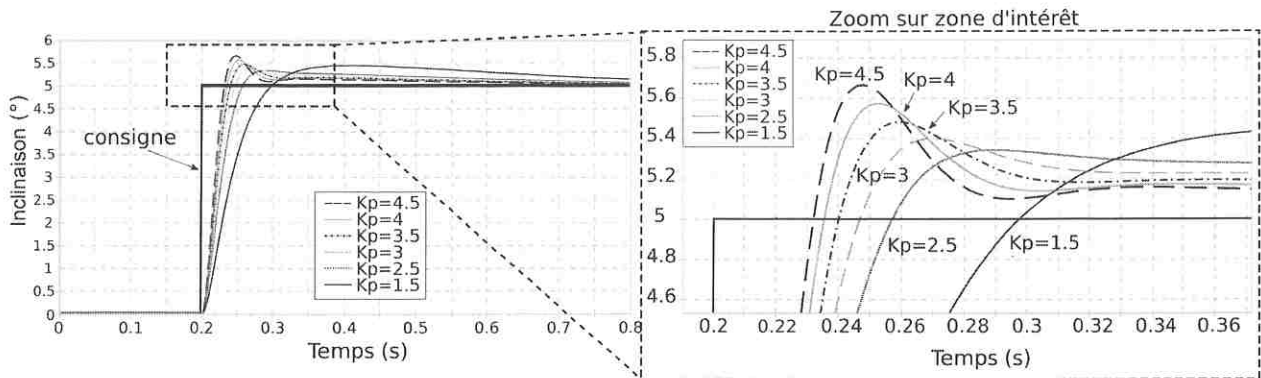 Zoom sur zone d'intérêt
Inclinaison (°)
6
5.5
5
4.5
4
3.5
3
2.5
2
1.5
1
0.5
0
consigne
Kp=4.5
Kp=4
Kp=3.5
Kp=3
Kp=2.5
Kp=1.5
0
0.1
0.2
0.3
0.4
0.5
0.6
0.7
0.8
Temps (s)
5.8
5.6
5.4
5.2
5
4.8
4.6
Kp=4.5
Kp=4
Kp=3.5
Kp=3
Kp=2.5
Kp=1.5
Kp=4.5
Kp=4
Kp=3.5
Kp=3
Kp=2.5
Kp=1.5
0.2
0.22
0.24
0.26
0.28
0.3
0.32
0.34
0.36
Temps (s)